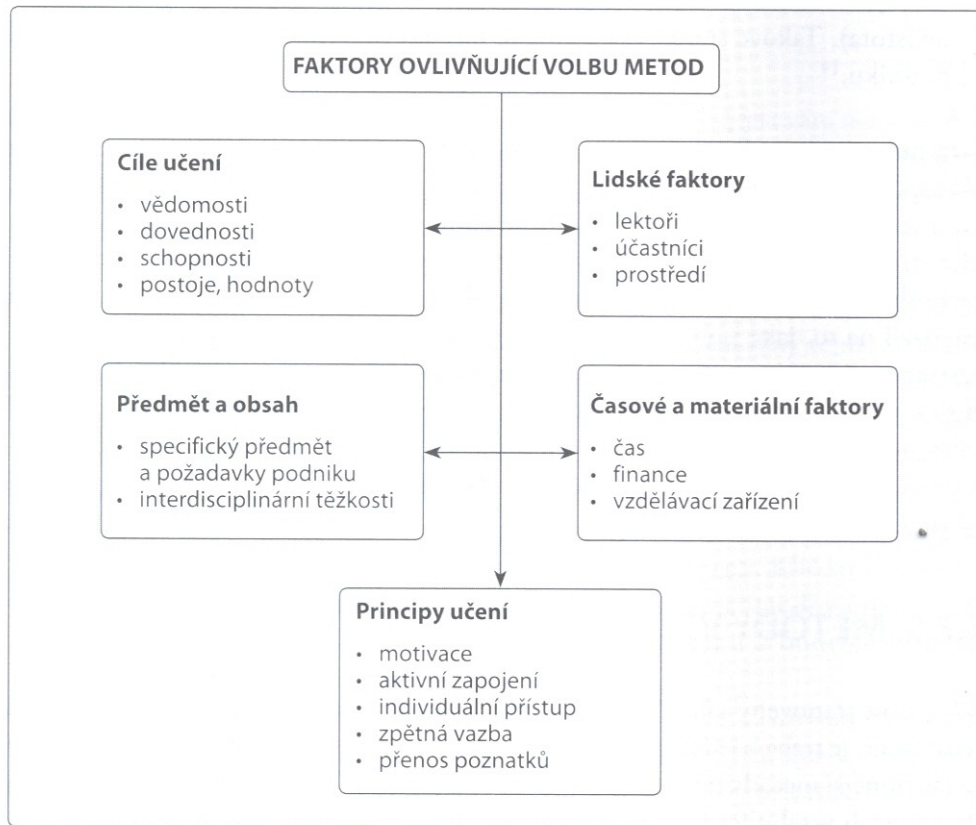 FAKTORY OVLIVŇUJÍCÍ VOLBU METOD
Cíle učení
• vědomosti
• dovednosti
• schopnosti
• postoje, hodnoty
Lidské faktory
• lektoři
• účastníci
• prostředí
Předmět a obsah
• specifický předmět
a požadavky podniku
• interdisciplinární těžkosti
Časové a materiální faktory
• čas
• finance
• vzdělávací zařízení
Principy učení
• motivace
• aktivní zapojení
• individuální přístup
• zpětná vazba
• přenos poznatků